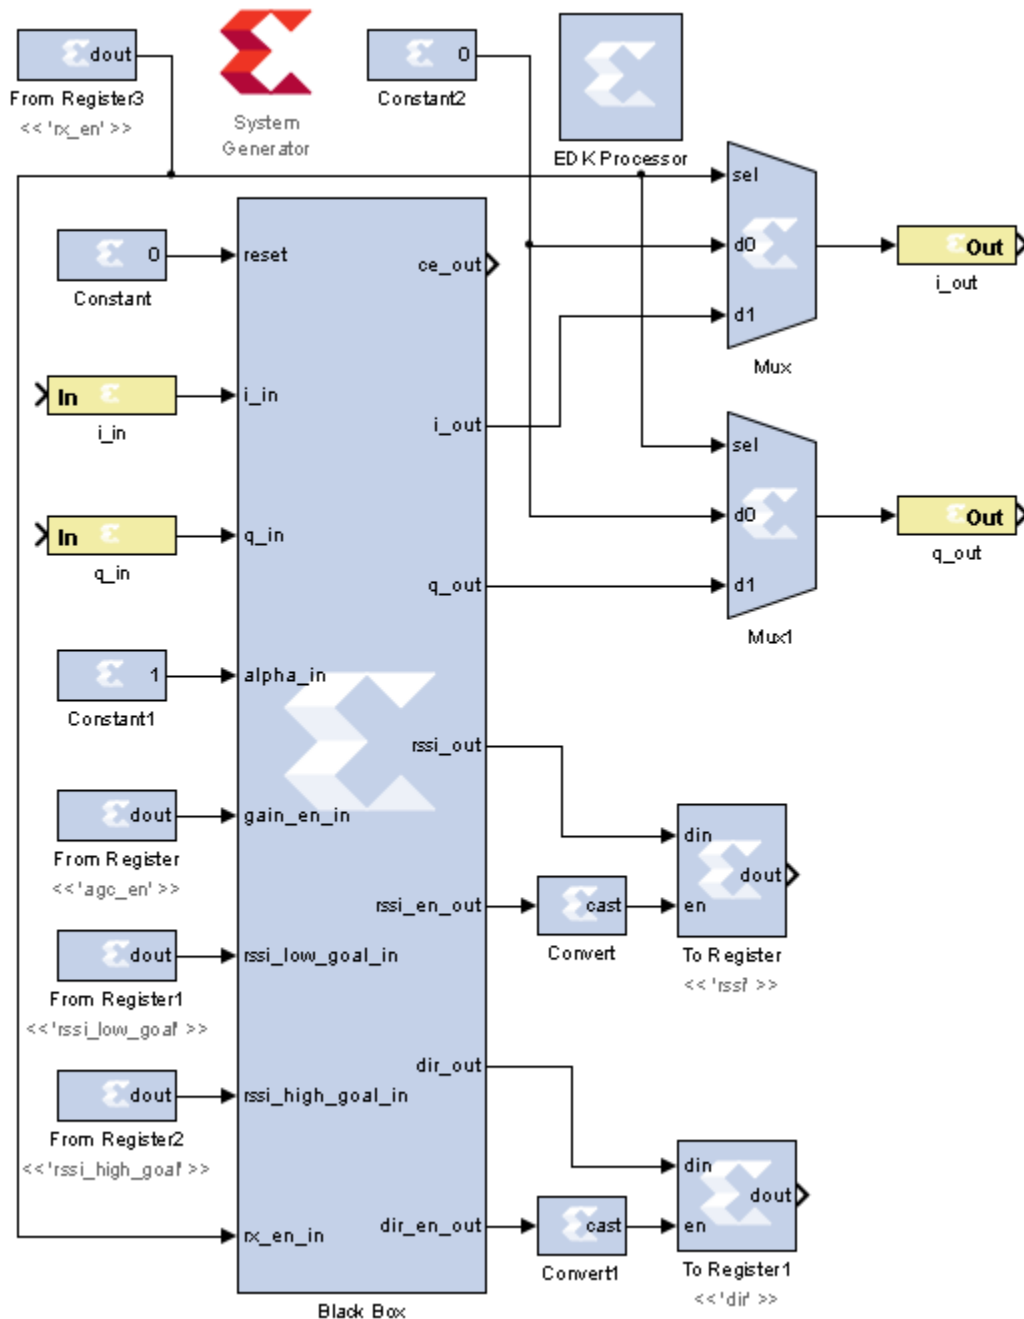 dout
From Register3
<< 'rx_en' >>
System
Generator
0
Constant2
EDK Processor
sel
d0
d1
Mux
Out
i_out
0
Constant
reset
ce_out
In
i_in
i_in
i_out
sel
d0
d1
Mux1
Out
q_out
In
q_in
q_in
q_out
1
Constant1
alpha_in
rssi_out
dout
From Register
<<'agc_en' >>
gain_en_in
din
dout
en
To Register
<< 'rssi' >>
rssi_en_out
cast
Convert
dout
From Register1
<<'rssi_low_goal' >>
rssi_low_goal_in
dir_out
dout
From Register2
<<'rssi_high_goal' >>
rssi_high_goal_in
din
dout
en
To Register1
<< 'dir' >>
rx_en_in
dir_en_out
cast
Convert1
Black Box